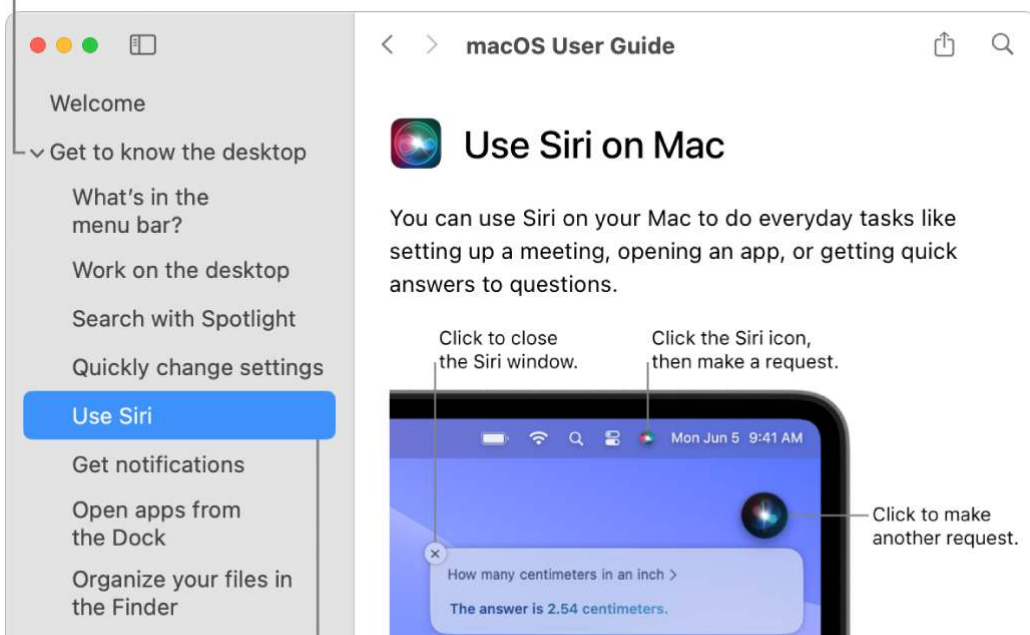 Welcome
Get to know the desktop
What's in the
menu bar?
Work on the desktop
Search with Spotlight
Quickly change settings
Use Siri
Get notifications
Open apps from
the Dock
Organize your files in
the Finder
macOS User Guide
Use Siri on Mac
You can use Siri on your Mac to do everyday tasks like
setting up a meeting, opening an app, or getting quick
answers to questions.
Click to close
the Siri window.
Click the Siri icon,
then make a request.
Mon Jun 5 9:41 AM
Click to make
another request.
How many centimeters in an inch >
The answer is 2.54 centimeters.